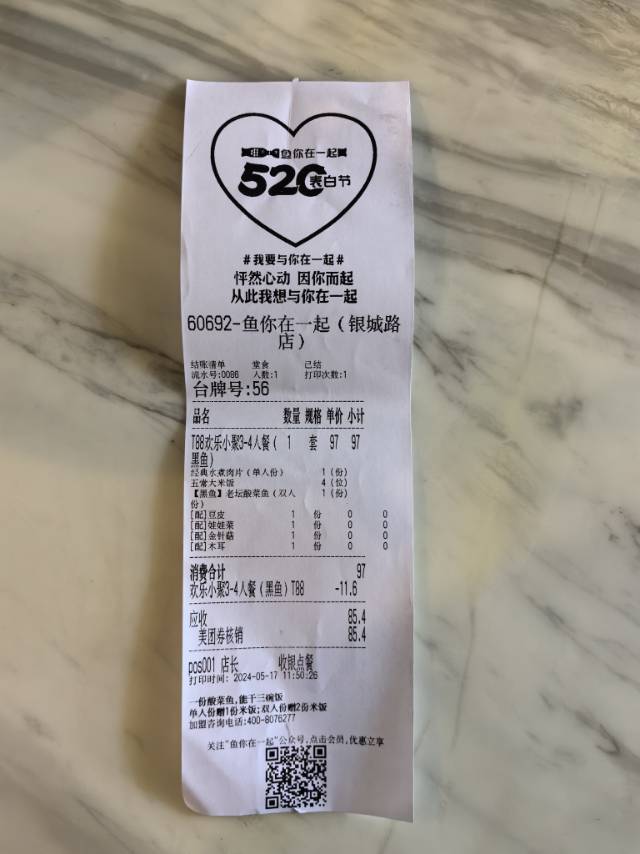 鱼你在一起
520表白节
#我要与你在一起#
怦然心动 因你而起
从此我想与你在一起
60692-鱼你在一起(银城路
店)
结账清单 堂食 已结
流水号:0086 人数:1 打印次数:1
台牌号:56
品名 数量 规格 单价 小计
T88欢乐小聚3-4人餐( 1 套 97 97
黑鱼)
经典水煮肉片(单人份) 1(份)
五常大米饭 4(位)
【黑鱼】老坛酸菜鱼(双人 1(份)
份)
[配]豆皮 1 份 0 0
[配]娃娃菜 1 份 0 0
[配]金针菇 1 份 0 0
[配]木耳 1 份 0 0
消费合计 97
欢乐小聚3-4人餐(黑鱼)T88 -11.6
应收 85.4
美团券核销 85.4
pos001 店长 收银点餐
打印时间: 2024-05-17 11:50:26
一份酸菜鱼,能干三碗饭
单人份赠1份米饭;双人份赠2份米饭
加盟咨询电话:400-8076277
关注"鱼你在一起"公众号,点击会员,优惠立享